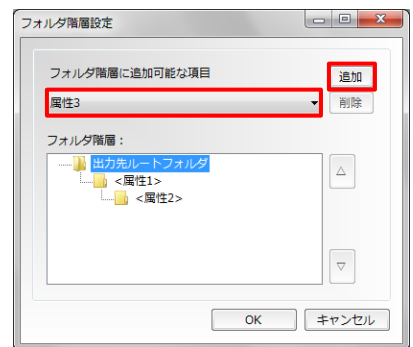 フォルダ階層設定
フォルダ階層に追加可能な項目
追加
属性3
削除
フォルダ階層：
出力先ルートフォルダ
<属性1>
<属性2>
△
▽
OK
キャンセル